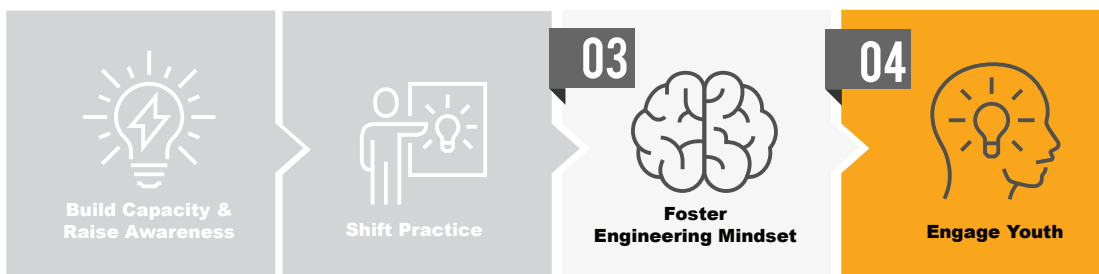 Build Capacity &
Raise Awareness
Shift Practice
03
Foster
Engineering Mindset
04
Engage Youth